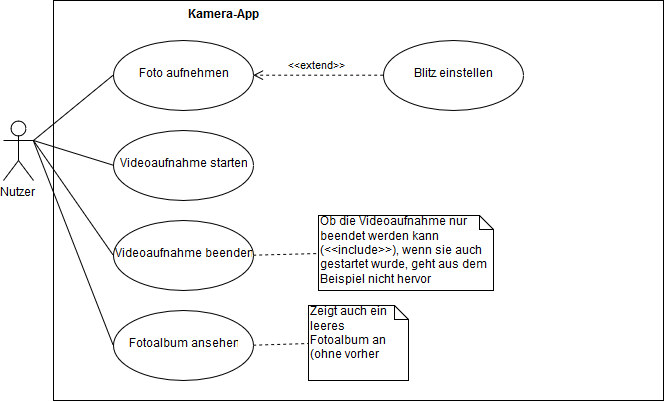 Kamera-App
Foto aufnehmen
<<extend>>
Blitz einstellen
Videoaufnahme starten
Nutzer
Videoaufnahme beenden
Ob die Videoaufnahme nur
beendet werden kann
(<<include>>), wenn sie auch
gestartet wurde, geht aus dem
Beispiel nicht hervor
Fotoalbum ansehen
Zeigt auch ein
leeres
Fotoalbum an
(ohne vorher